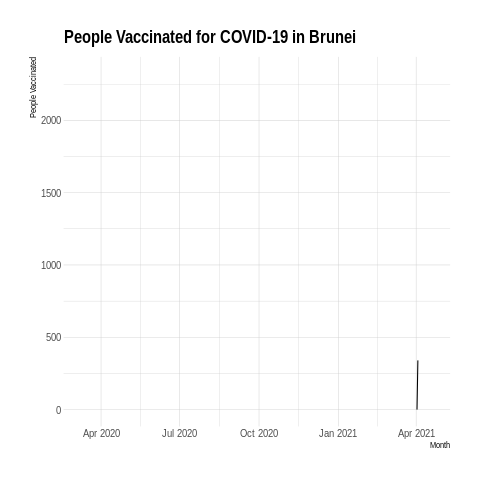 People Vaccinated for COVID-19 in Brunei
People Vaccinated
2000
1500
1000
500
0
Apr 2020 Jul 2020 Oct 2020 Jan 2021 Apr 2021
Month